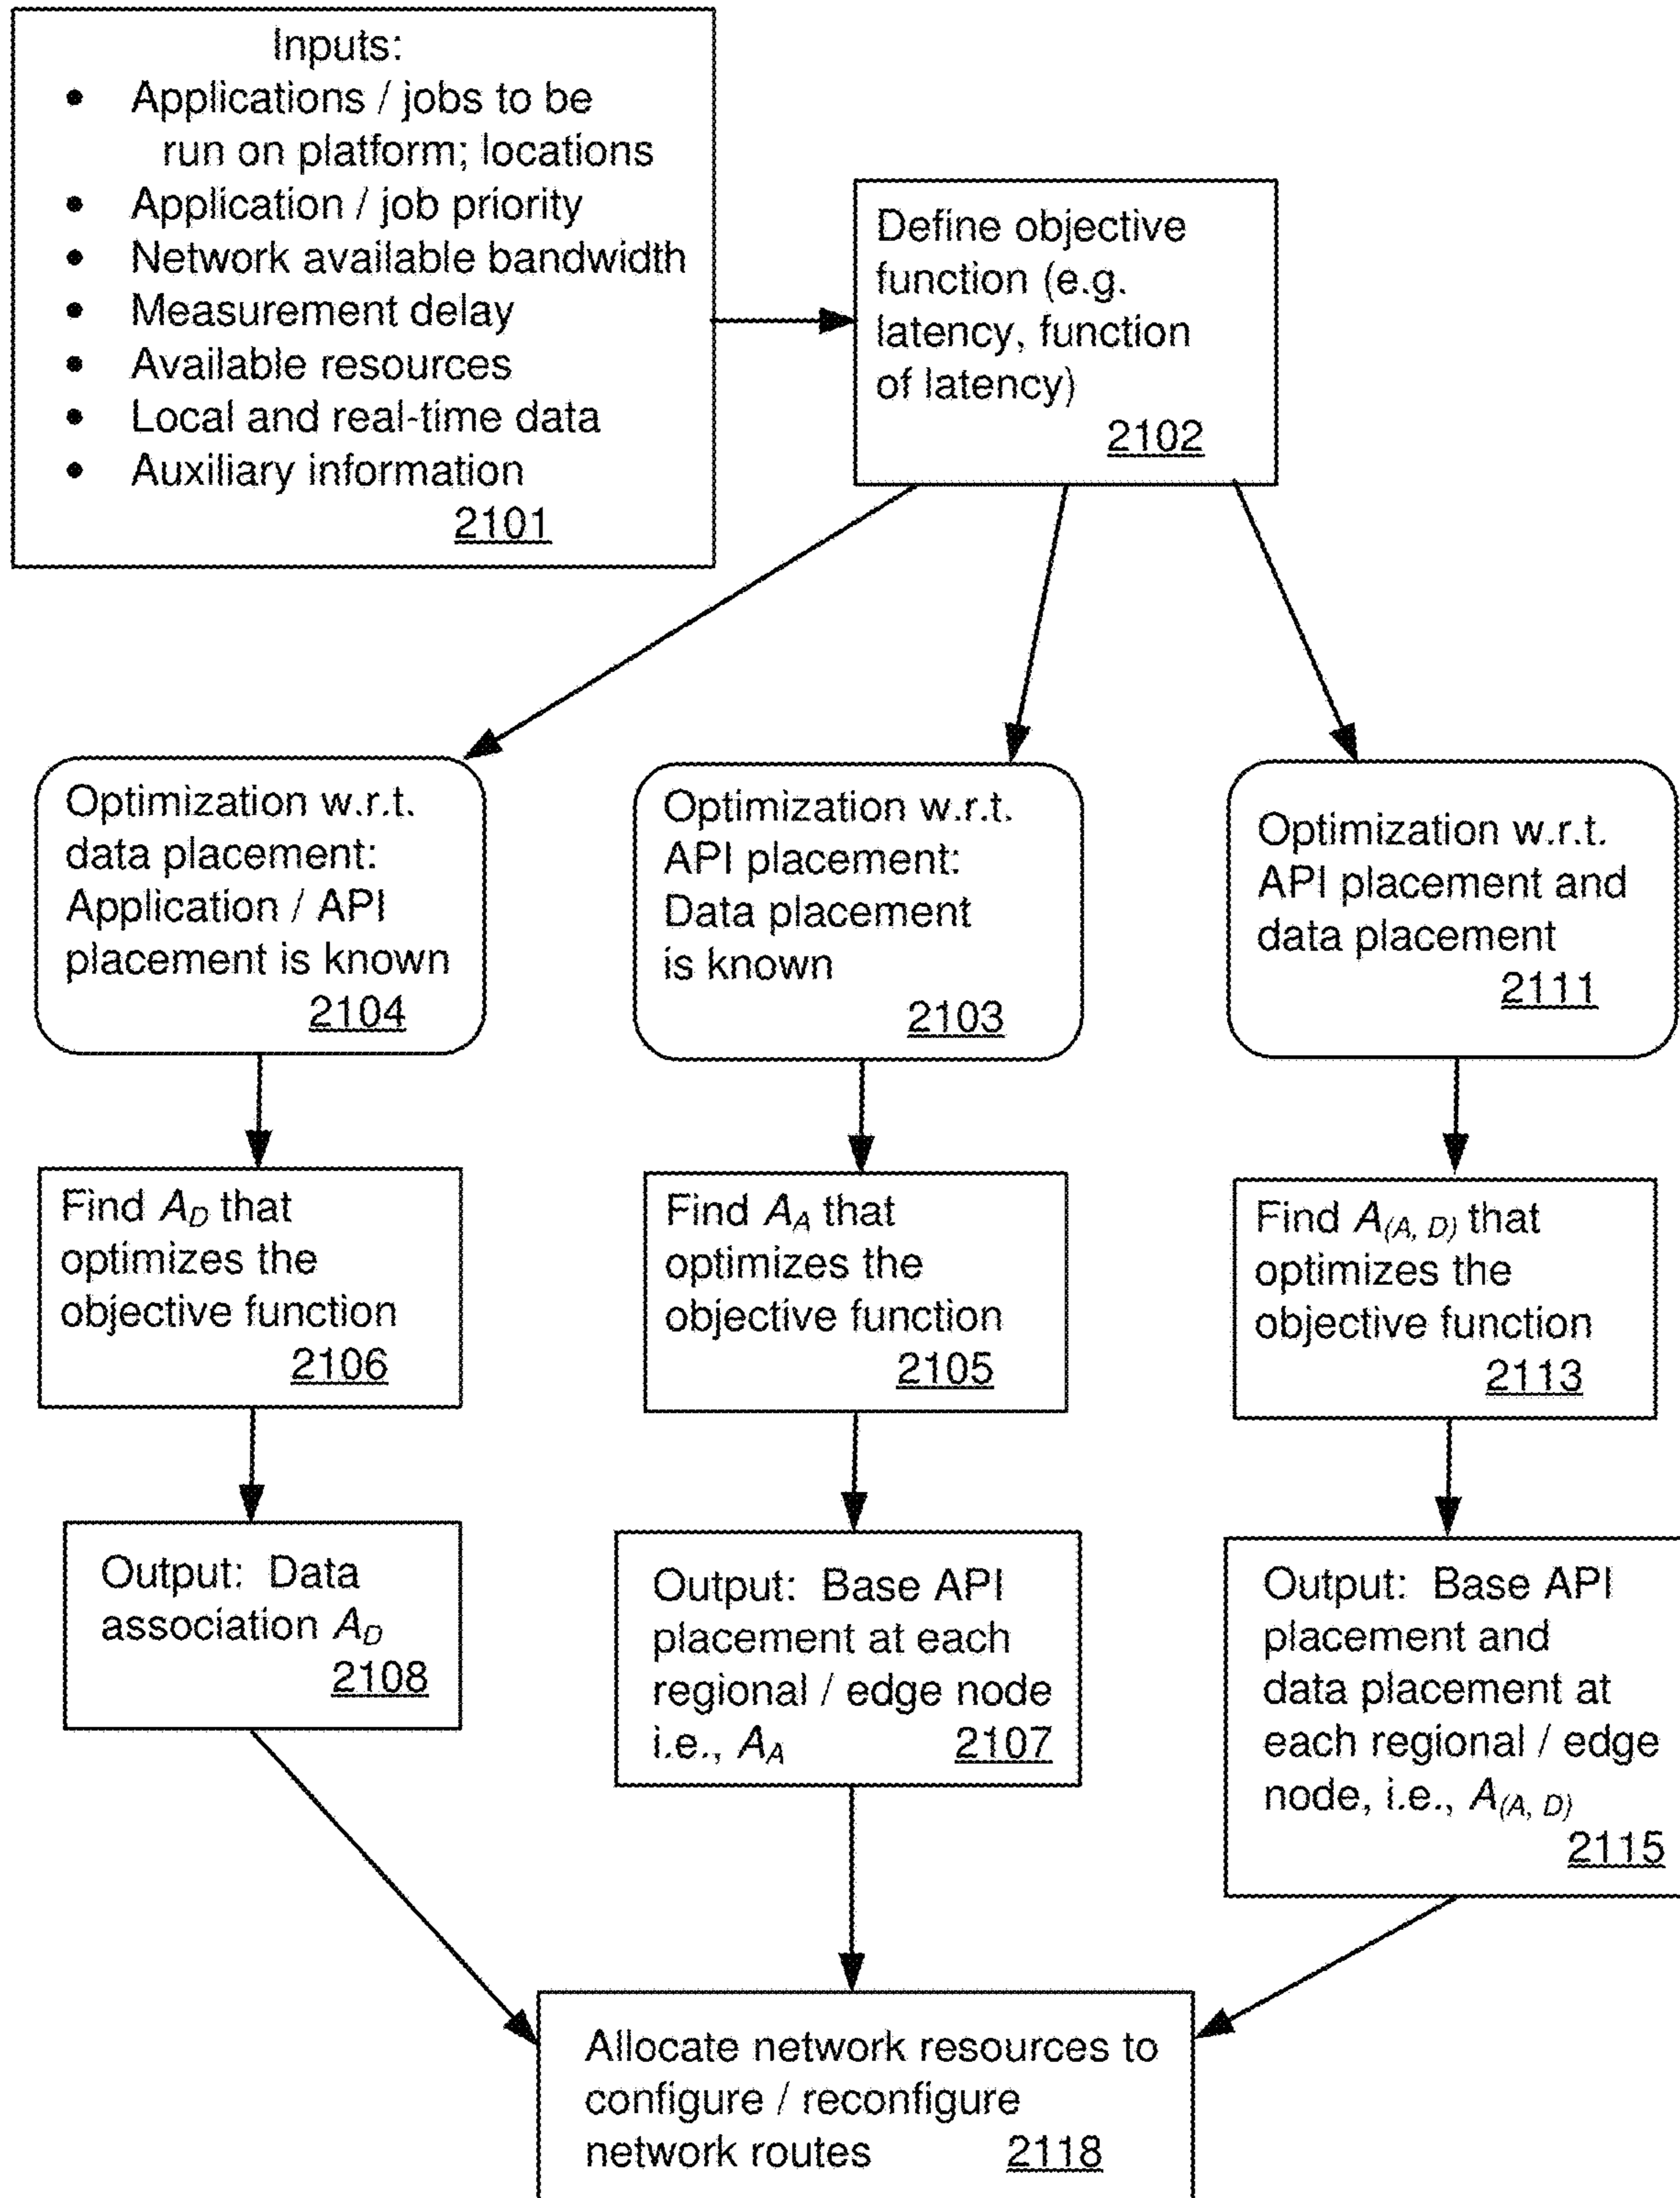 Inputs:
• Applications / jobs to be
run on platform; locations
• Application / job priority
• Network available bandwidth
• Measurement delay
• Available resources
• Local and real-time data
• Auxiliary information
2101
Define objective
function (e.g.
latency, function
of latency)
2102
Optimization w.r.t.
data placement:
Application / API
placement is known
2104
Optimization w.r.t.
API placement:
Data placement
is known
2103
Optimization w.r.t.
API placement and
data placement
2111
Find A_D that
optimizes the
objective function
2106
Find A_A that
optimizes the
objective function
2105
Find A_(A, D) that
optimizes the
objective function
2113
Output: Data
association A_D
2108
Output: Base API
placement at each
regional / edge node
i.e., A_A 2107
Output: Base API
placement and
data placement at
each regional / edge
node, i.e., A_(A, D)
2115
Allocate network resources to
configure / reconfigure
network routes 2118